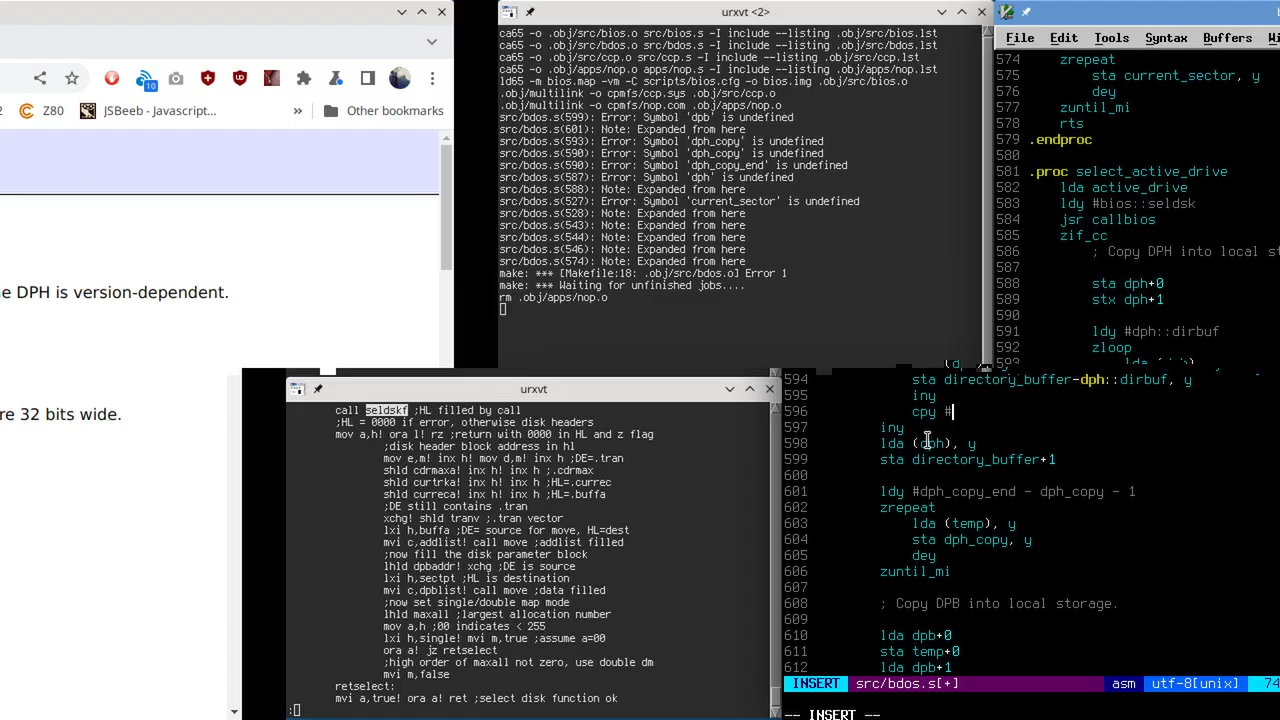 10
Z80
JSBeeb - Javascript...
»
Other bookmarks
e DPH is version-dependent.
re 32 bits wide.
urxvt <2>
ca65 -o .obj/src/bios.o src/bios.s -I include --listing .obj/src/bios.lst
ca65 -o .obj/src/bdos.o src/bdos.s -I include --listing .obj/src/bdos.lst
ca65 -o .obj/src/ccp.o src/ccp.s -I include --listing .obj/src/ccp.lst
ca65 -o .obj/apps/nop.o apps/nop.s -I include --listing .obj/apps/nop.lst
ld65 -m bios.map -vm -C scripts/bios.cfg -o bios.img .obj/src/bios.o
.obj/multilink -o cpmfs/ccp.sys .obj/src/ccp.o
.obj/multilink -o cpmfs/nop.com .obj/apps/nop.o
src/bdos.s(599): Error: Symbol 'dpb' is undefined
src/bdos.s(601): Note: Expanded from here
src/bdos.s(593): Error: Symbol 'dph_copy' is undefined
src/bdos.s(590): Error: Symbol 'dph_copy' is undefined
src/bdos.s(590): Error: Symbol 'dph_copy_end' is undefined
src/bdos.s(587): Error: Symbol 'dph' is undefined
src/bdos.s(588): Note: Expanded from here
src/bdos.s(527): Error: Symbol 'current_sector' is undefined
src/bdos.s(528): Note: Expanded from here
src/bdos.s(543): Note: Expanded from here
src/bdos.s(544): Note: Expanded from here
src/bdos.s(546): Note: Expanded from here
src/bdos.s(574): Note: Expanded from here
make: *** [Makefile:18: .obj/src/bdos.o] Error 1
make: *** Waiting for unfinished jobs....
rm .obj/apps/nop.o
urxvt
call seldskf ;HL filled by call
;HL = 0000 if error, otherwise disk headers
mov a,h! ora l! rz ;return with 0000 in HL and z flag
;disk header block address in hl
mov e,m! inx h! mov d,m! inx h ;DE=.tran
shld cdrmaxa! inx h! inx h ;.cdrmax
shld curtrka! inx h! inx h ;HL=.currec
shld curreca! inx h! inx h ;HL=.buffa
;DE still contains .tran
xchg! shld tranv ;.tran vector
lxi h,buffa ;DE= source for move, HL=dest
mvi c,addlist! call move ;addlist filled
;now fill the disk parameter block
lhld dpbaddr! xchg ;DE is source
lxi h,sectpt ;HL is destination
mvi c,dpblist! call move ;data filled
;now set single/double map mode
lhld maxall ;largest allocation number
mov a,h ;00 indicates < 255
lxi h,single! mvi m,true ;assume a=00
ora a! jz retselect
;high order of maxall not zero, use double dm
mvi m,false
retselect:
mvi a,true! ora a! ret ;select disk function ok
:
File Edit Tools Syntax Buffers
574 zrepeat
575 sta current_sector, y
576 dey
577 zuntil_mi
578 rts
579 .endproc
580
581 .proc select_active_drive
582 lda active_drive
583 ldy #bios::seldsk
584 jsr callbios
585 zif_cc
586 ; Copy DPH into local st
587
588 sta dph+0
589 stx dph+1
590
591 ldy #dph::dirbuf
592 zloop
593
594 sta directory_buffer-dph::dirbuf, y
595 iny
596 cpy #
597 iny
598 lda (dph), y
599 sta directory_buffer+1
600
601 ldy #dph_copy_end - dph_copy - 1
602 zrepeat
603 lda (temp), y
604 sta dph_copy, y
605 dey
606 zuntil_mi
607
608 ; Copy DPB into local storage.
609
610 lda dpb+0
611 sta temp+0
612 lda dpb+1
INSERT src/bdos.s[+] asm utf-8[unix] 74
-- INSERT --